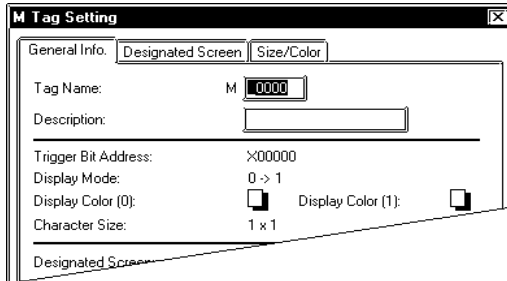 M Tag Setting
General Info. Designated Screen Size/Color
Tag Name: M 0000
Description:
Trigger Bit Address: X00000
Display Mode: 0 -> 1
Display Color (0): Display Color (1):
Character Size: 1 x 1
Designated